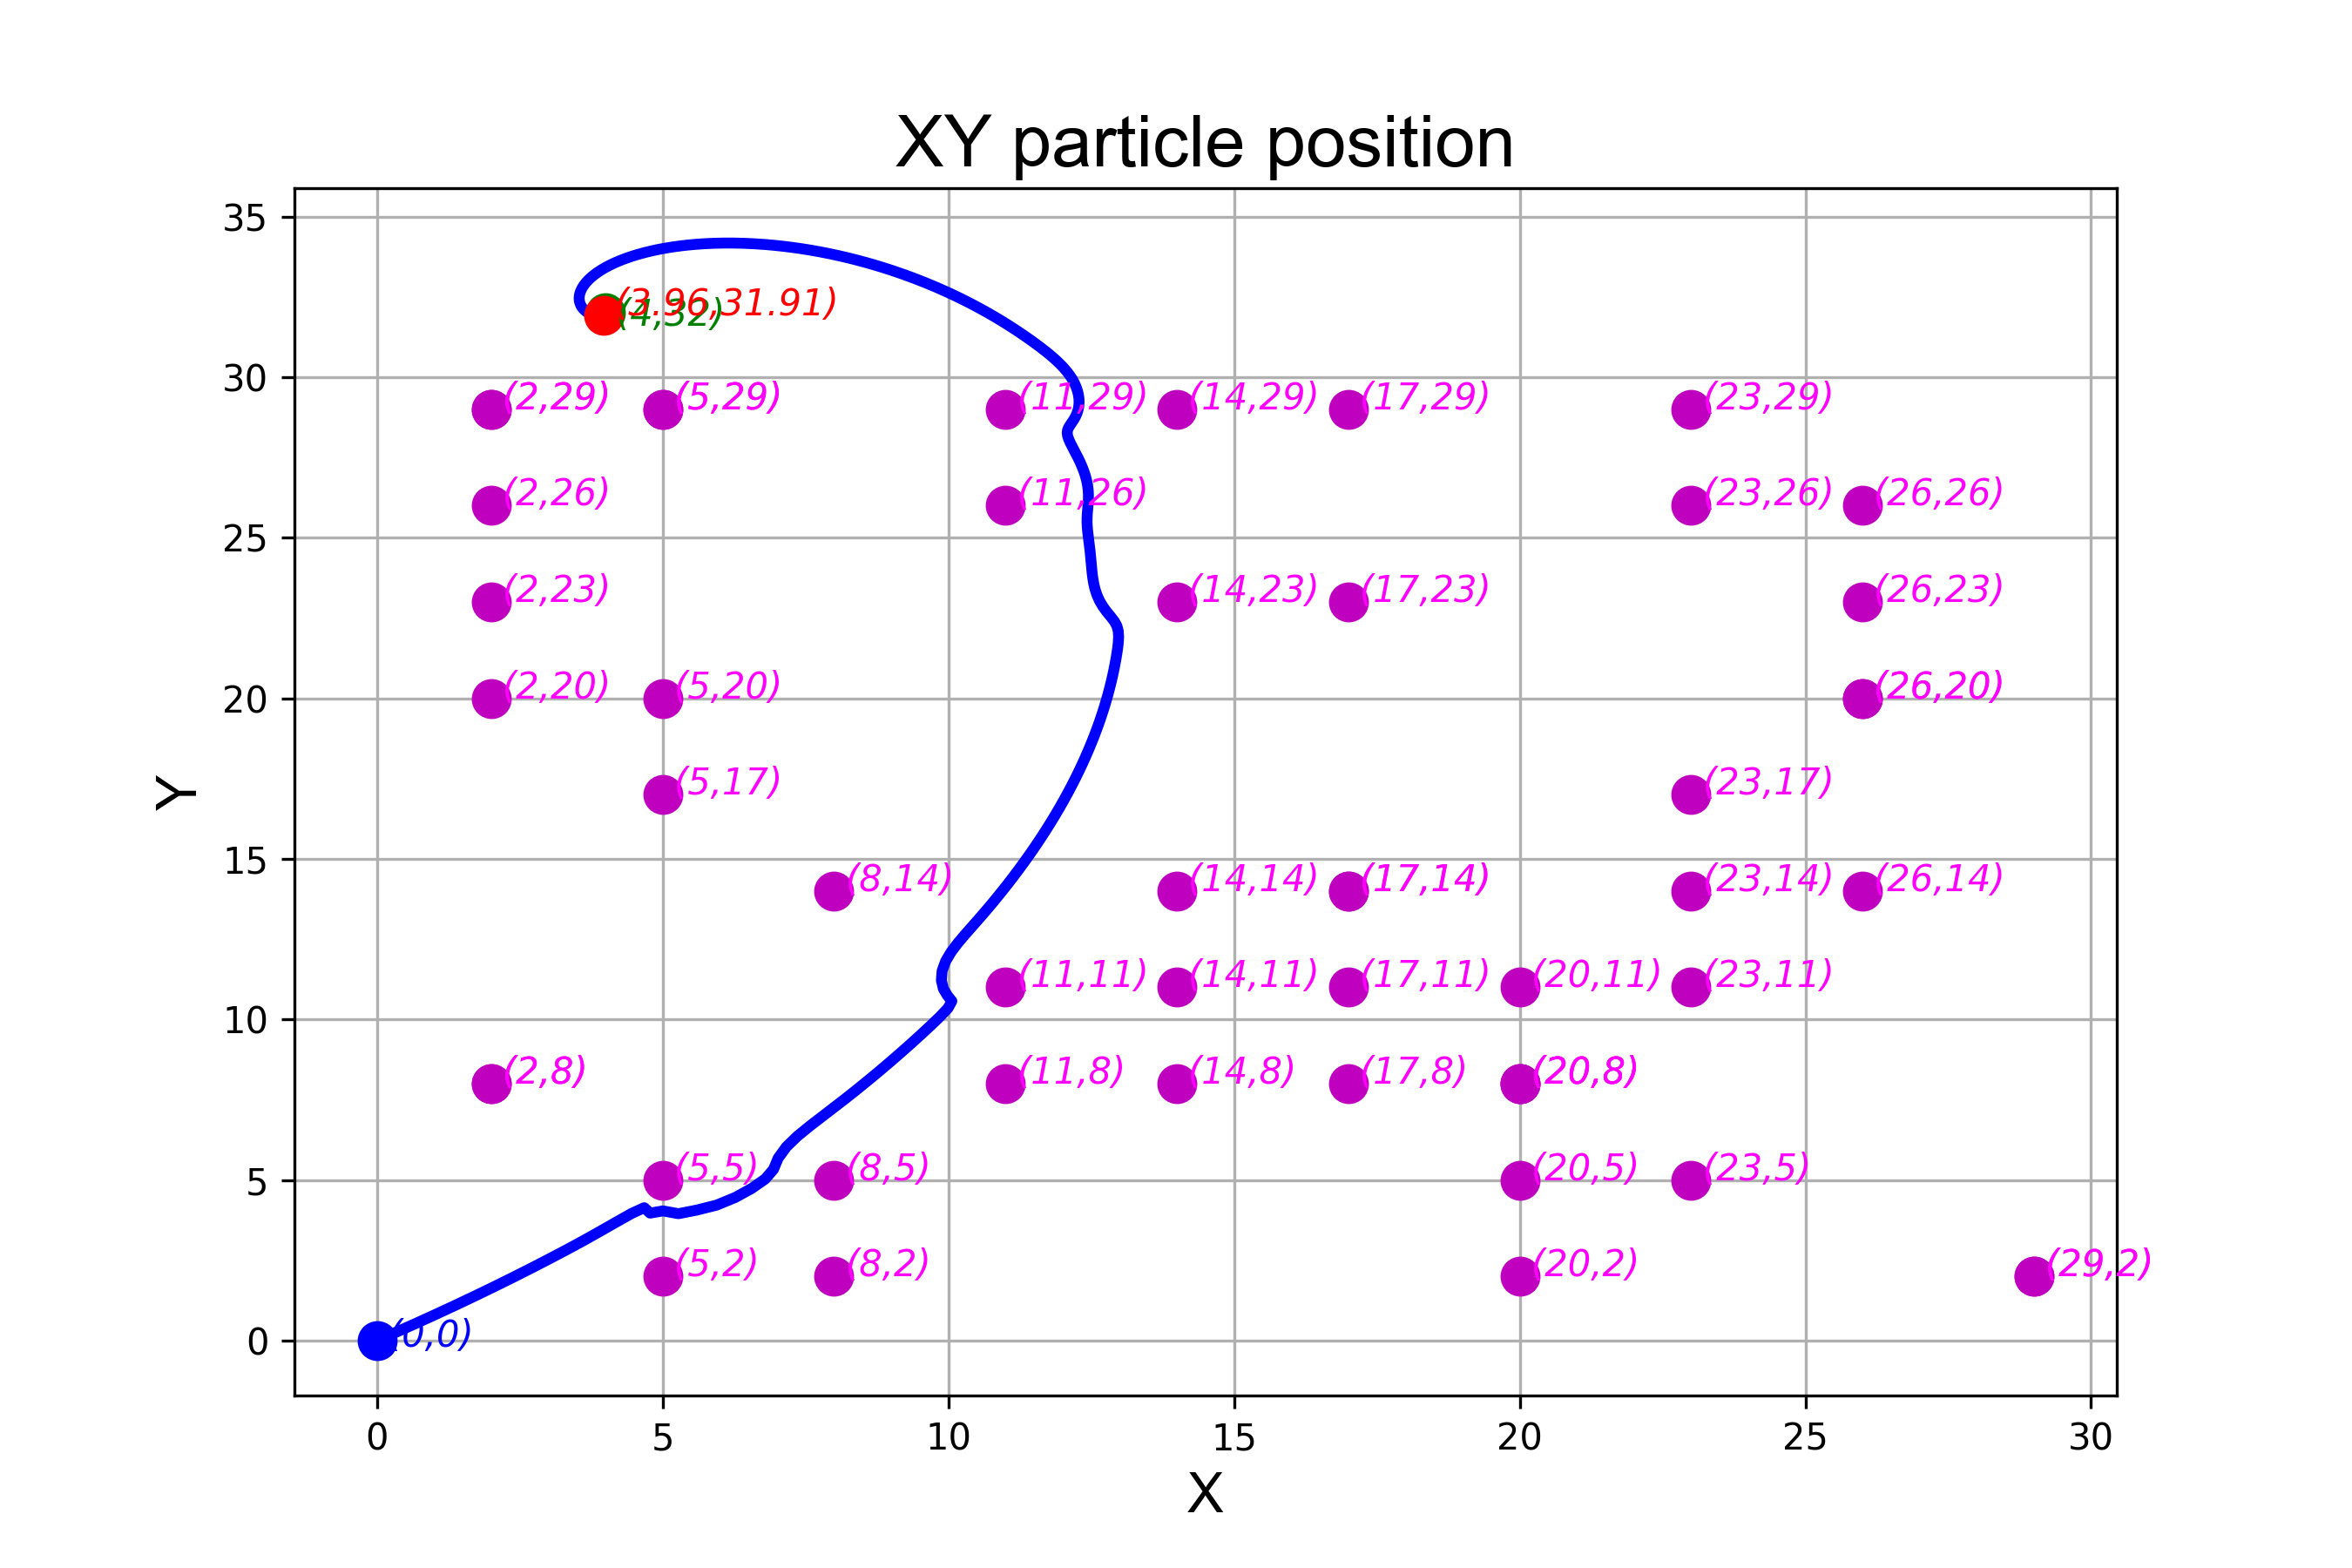 XY particle position
35
(3.96,31.91)
(4,32)
30
(2,29) (5,29) (11,29) (14,29) (17,29) (23,29)
(2,26) (11,26) (23,26) (26,26)
25
(2,23) (14,23) (17,23) (26,23)
20
(2,20) (5,20) (26,20)
(5,17) (23,17)
Y
15
(8,14) (14,14) (17,14) (23,14) (26,14)
(11,11) (14,11) (17,11) (20,11) (23,11)
10
(2,8) (11,8) (14,8) (17,8) (20,8)
5
(5,5) (8,5) (20,5) (23,5)
(5,2) (8,2) (20,2) (29,2)
0
(0,0)
0 5 10 15 20 25 30
X